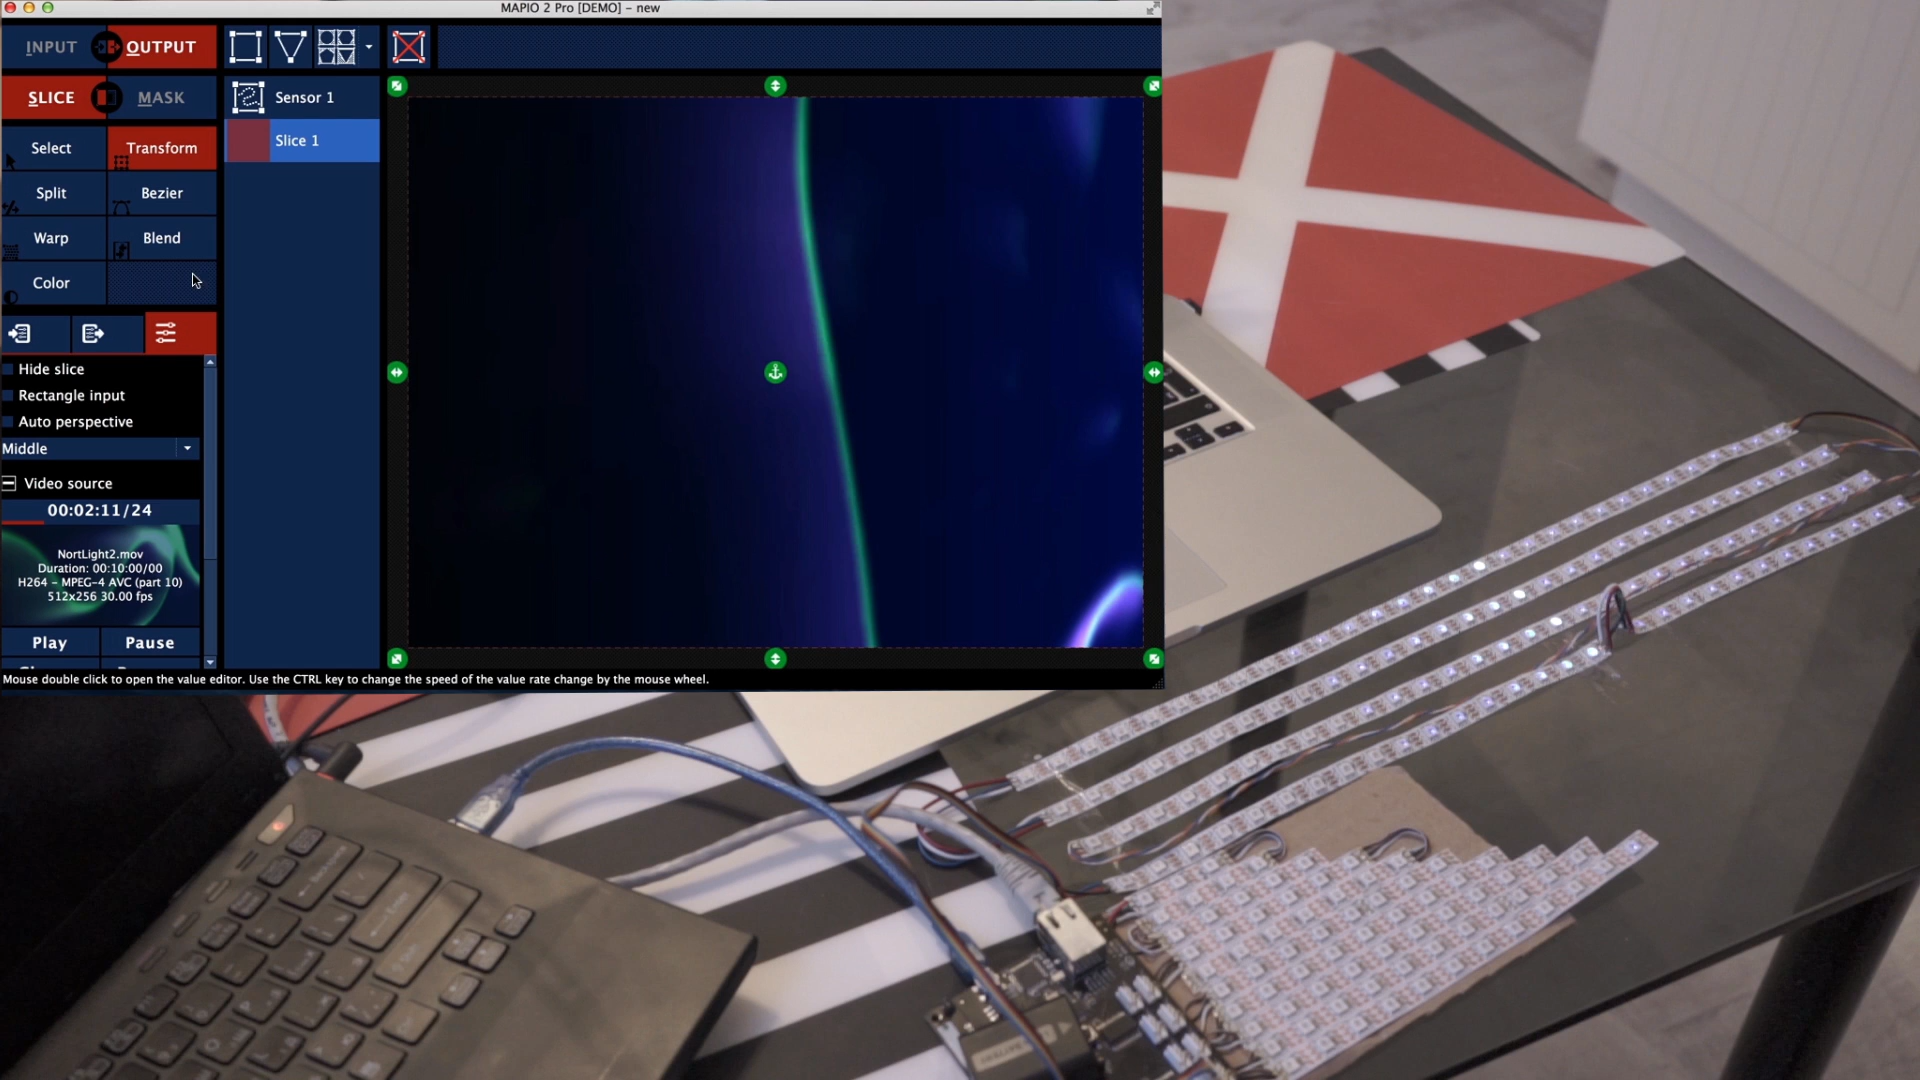 MAPIO 2 Pro [DEMO] – new
INPUT
OUTPUT
SLICE
MASK
Select
Transform
Split
Bezier
Warp
Blend
Color
Sensor 1
Slice 1
Hide slice
Rectangle input
Auto perspective
Middle
Video source
00:02:11/24
NortLight2.mov
Duration: 00:10:00/00
H264 – MPEG-4 AVC (part 10)
512x256 30.00 fps
Play
Pause
Mouse double click to open the value editor. Use the CTRL key to change the speed of the value rate change by the mouse wheel.